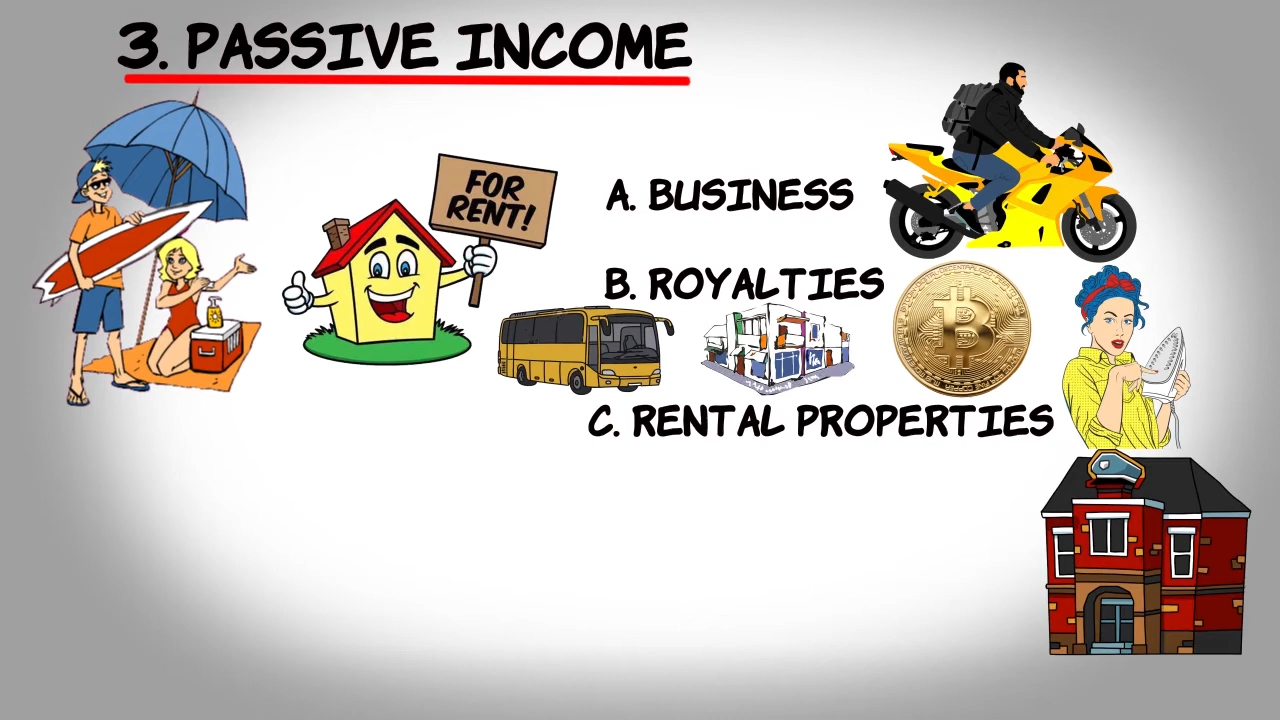 3. PASSIVE INCOME
FOR
RENT!
A. BUSINESS
B. ROYALTIES
C. RENTAL PROPERTIES